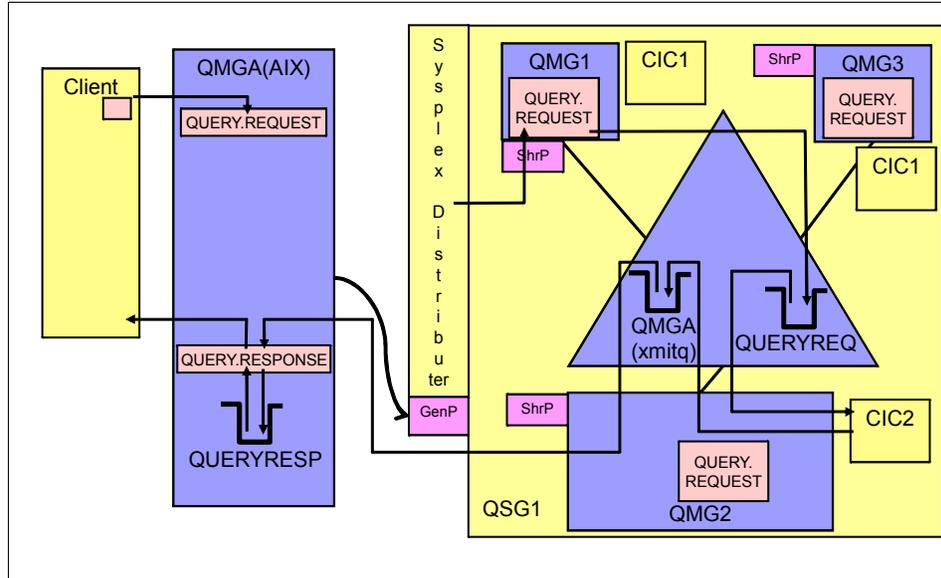 Client
QMGA(AIX)
QUERY.REQUEST
QUERY.RESPONSE
QUERYRESP
S
y
s
p
l
e
x
D
i
s
t
r
i
b
u
ter
GenP
QMG1
QUERY.
REQUEST
ShrP
CIC1
ShrP
QMG3
QUERY.
REQUEST
CIC1
QMGA
(xmitq)
QUERYREQ
ShrP
QUERY.
REQUEST
QMG2
CIC2
QSG1